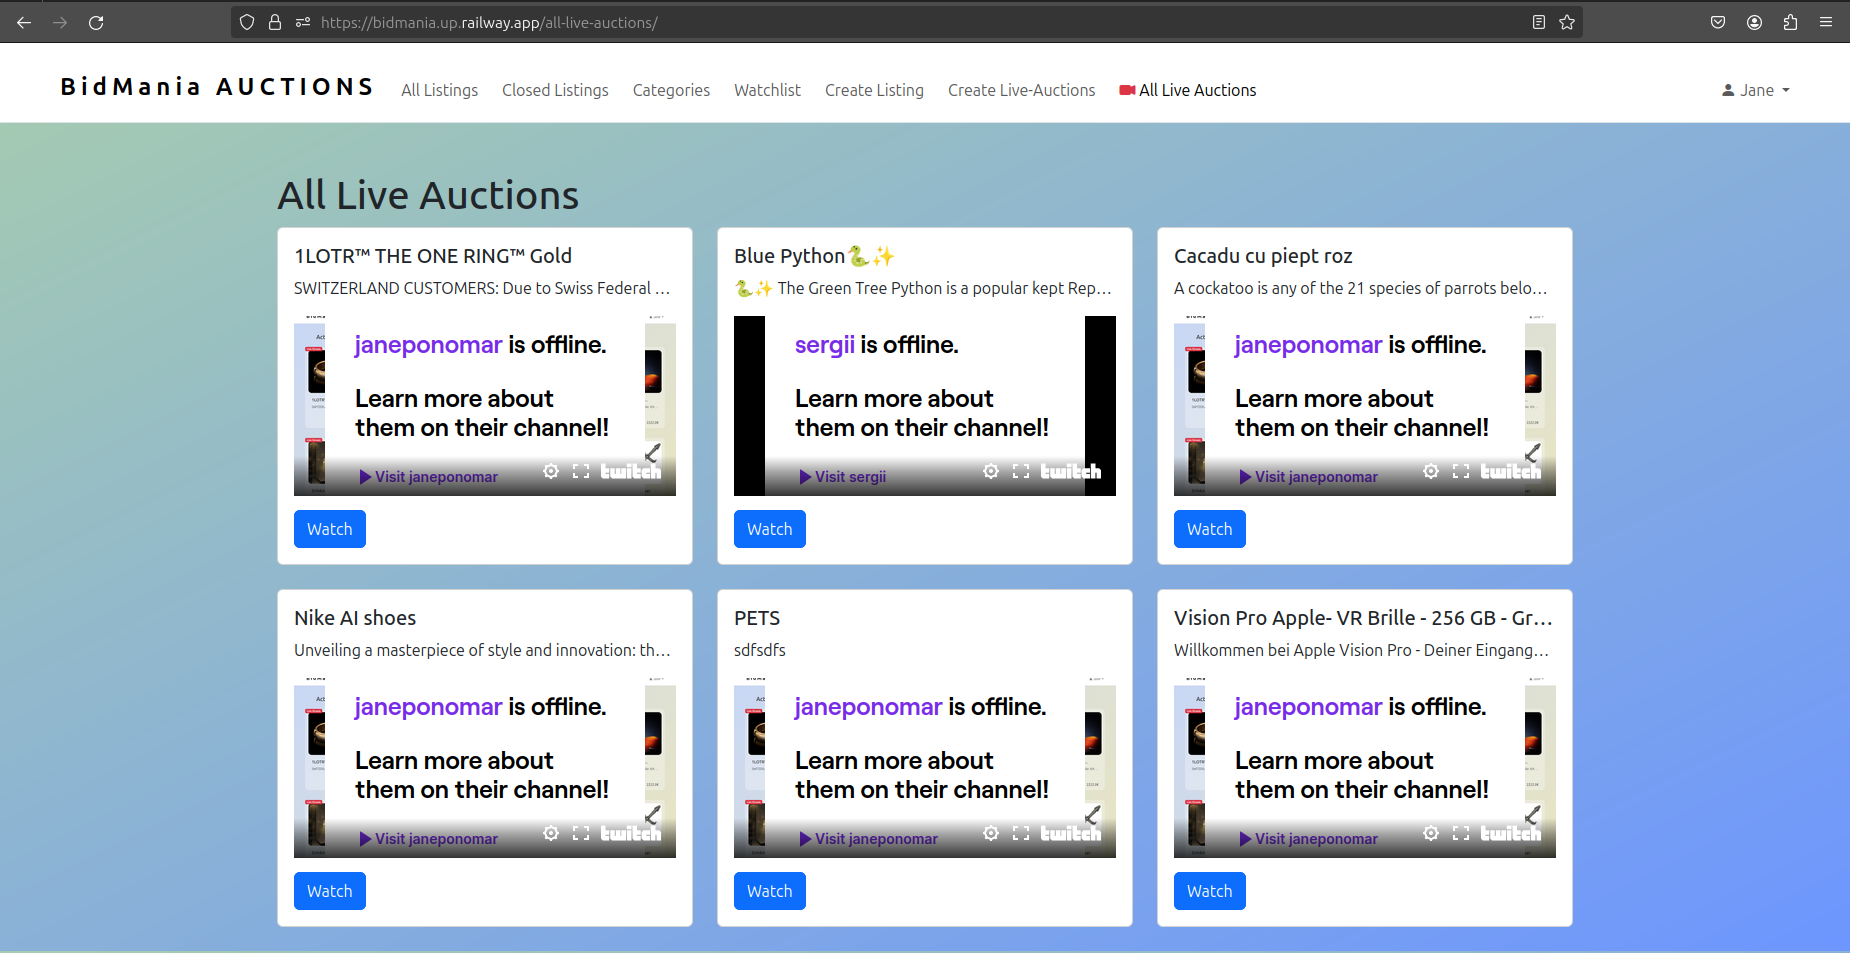 https://bidmania.up.railway.app/all-live-auctions/
BidMania AUCTIONS All Listings Closed Listings Categories Watchlist Create Listing Create Live-Auctions All Live Auctions Jane
All Live Auctions
1LOTR™ THE ONE RING™ Gold
SWITZERLAND CUSTOMERS: Due to Swiss Federal ...
janeponomar is offline.
Learn more about
them on their channel!
Visit janeponomar
twitch
Watch
Blue Python🐍✨
🐍✨ The Green Tree Python is a popular kept Rep...
sergii is offline.
Learn more about
them on their channel!
Visit sergii
twitch
Watch
Cacadu cu piept roz
A cockatoo is any of the 21 species of parrots belo...
janeponomar is offline.
Learn more about
them on their channel!
Visit janeponomar
twitch
Watch
Nike AI shoes
Unveiling a masterpiece of style and innovation: th...
janeponomar is offline.
Learn more about
them on their channel!
Visit janeponomar
twitch
Watch
PETS
sdfsdfs
janeponomar is offline.
Learn more about
them on their channel!
Visit janeponomar
twitch
Watch
Vision Pro Apple- VR Brille - 256 GB - Gr...
Willkommen bei Apple Vision Pro - Deiner Eingang...
janeponomar is offline.
Learn more about
them on their channel!
Visit janeponomar
twitch
Watch